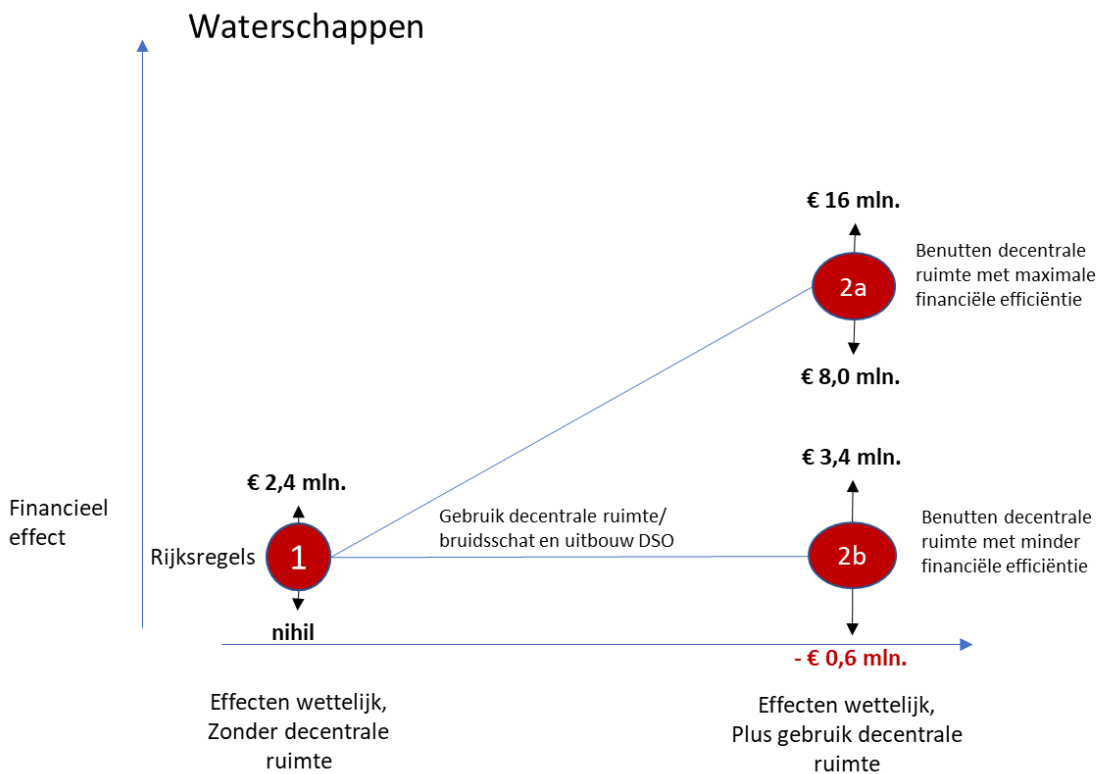 Waterschappen
€ 16 mln.
2a
Benutten decentrale
ruimte met maximale
financiële efficiëntie
€ 8,0 mln.
€ 3,4 mln.
€ 2,4 mln.
Financieel
effect
Rijksregels
1
Gebruik decentrale ruimte/
bruidsschat en uitbouw DSO
2b
Benutten decentrale
ruimte met minder
financiële efficiëntie
nihil
- € 0,6 mln.
Effecten wettelijk,
Zonder decentrale
ruimte
Effecten wettelijk,
Plus gebruik decentrale
ruimte